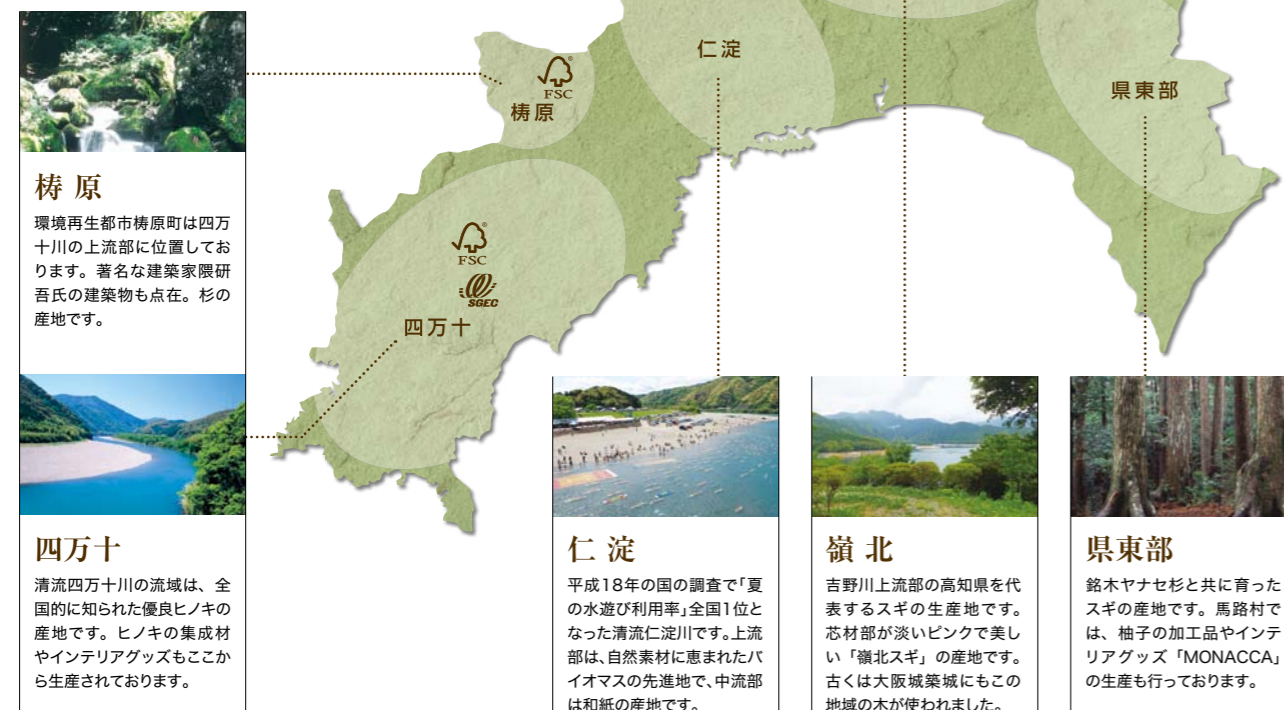 仁淀
県東部
FSC
梼原
FSC
SGEC
四万十
梼原
環境再生都市梼原町は四万
十川の上流部に位置してお
ります。著名な建築家隈研
吾氏の建築物も点在。杉の
産地です。
四万十
清流四万十川の流域は、全
国的に知られた優良ヒノキの
産地です。ヒノキの集成材
やインテリアグッズもここか
ら生産されております。
仁淀
平成18年の国の調査で「夏
の水遊び利用率」全国1位と
なった清流仁淀川です。上流
部は、自然素材に恵まれたバ
イオマスの先進地で、中流部
は和紙の産地です。
嶺北
吉野川上流部の高知県を代
表するスギの生産地です。
芯材部が淡いピンクで美し
い「嶺北スギ」の産地です。
古くは大阪城築城にもこの
地域の木が使われました。
県東部
銘木ヤナセ杉と共に育った
スギの産地です。馬路村で
は、柚子の加工品やインテ
リアグッズ「MONACCA」
の生産も行っております。